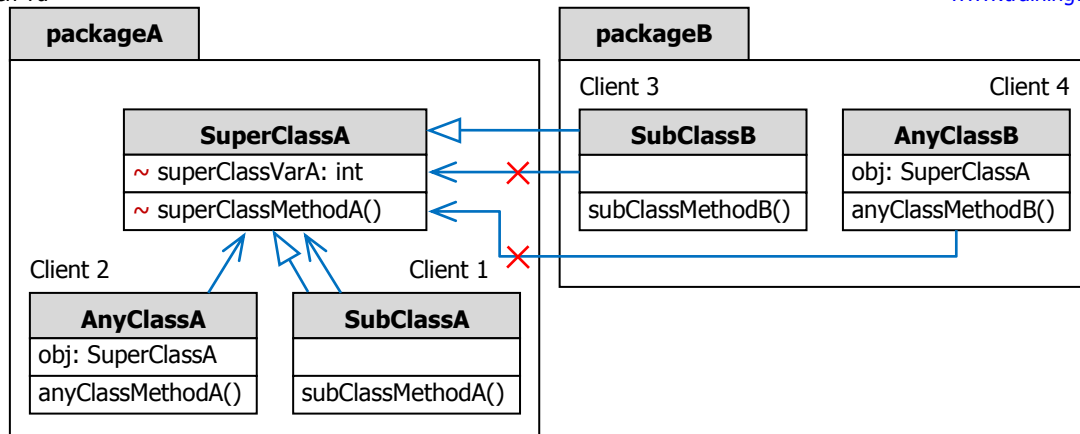 packageA
packageB
Client 3
Client 4
SuperClassA
~ superClassVarA: int
~ superClassMethodA()
SubClassB
subClassMethodB()
AnyClassB
obj: SuperClassA
anyClassMethodB()
Client 2
Client 1
AnyClassA
obj: SuperClassA
anyClassMethodA()
SubClassA
subClassMethodA()